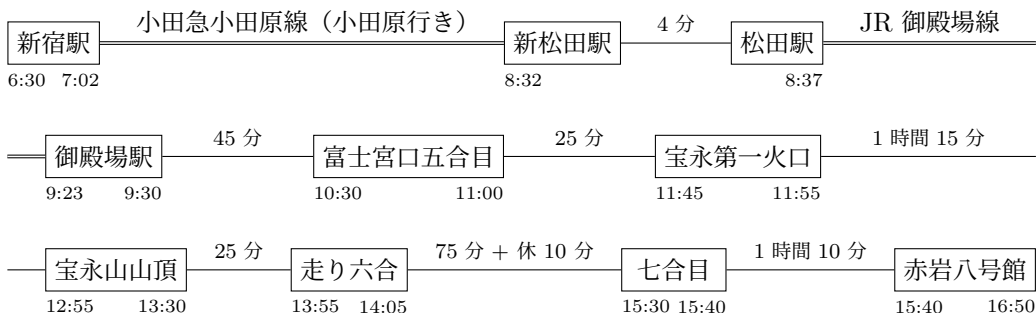 小田急小田原線（小田原行き） 4 分 JR 御殿場線
新宿駅 新松田駅 松田駅
6:30 7:02 8:32 8:37
45 分 25 分 1 時間 15 分
御殿場駅 富士宮口五合目 宝永第一火口
9:23 9:30 10:30 11:00 11:45 11:55
25 分 75 分 + 休 10 分 1 時間 10 分
宝永山山頂 走り六合 七合目 赤岩八号館
12:55 13:30 13:55 14:05 15:30 15:40 15:40 16:50